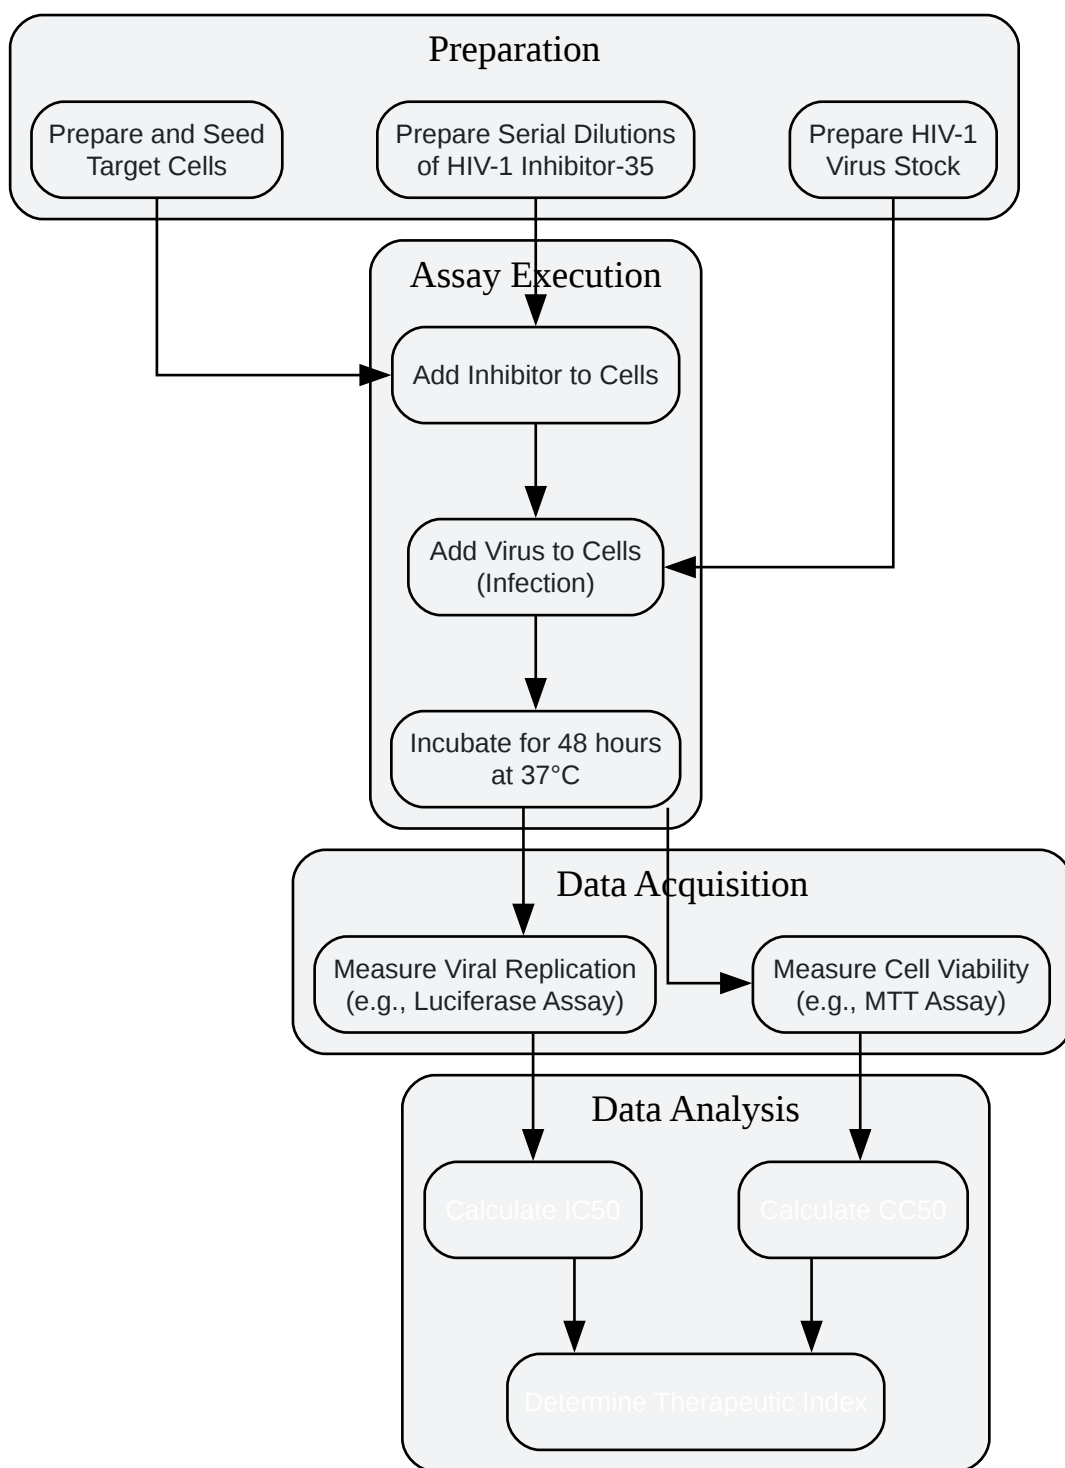 Preparation
Prepare and Seed
Target Cells
Prepare Serial Dilutions
of HIV-1 Inhibitor-35
Prepare HIV-1
Virus Stock
Assay Execution
Add Inhibitor to Cells
Add Virus to Cells
(Infection)
Incubate for 48 hours
at 37°C
Data Acquisition
Measure Viral Replication
(e.g., Luciferase Assay)
Measure Cell Viability
(e.g., MTT Assay)
Data Analysis
Calculate IC50
Calculate CC50
Determine Therapeutic Index